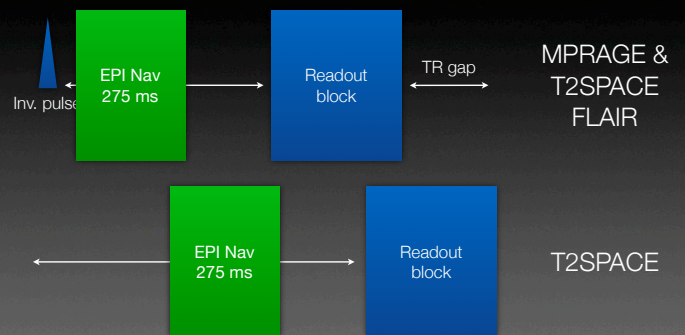 EPI Nav
275 ms
Inv. pulse
Readout
block
TR gap
MPRAGE &
T2SPACE
FLAIR
EPI Nav
275 ms
Readout
block
T2SPACE